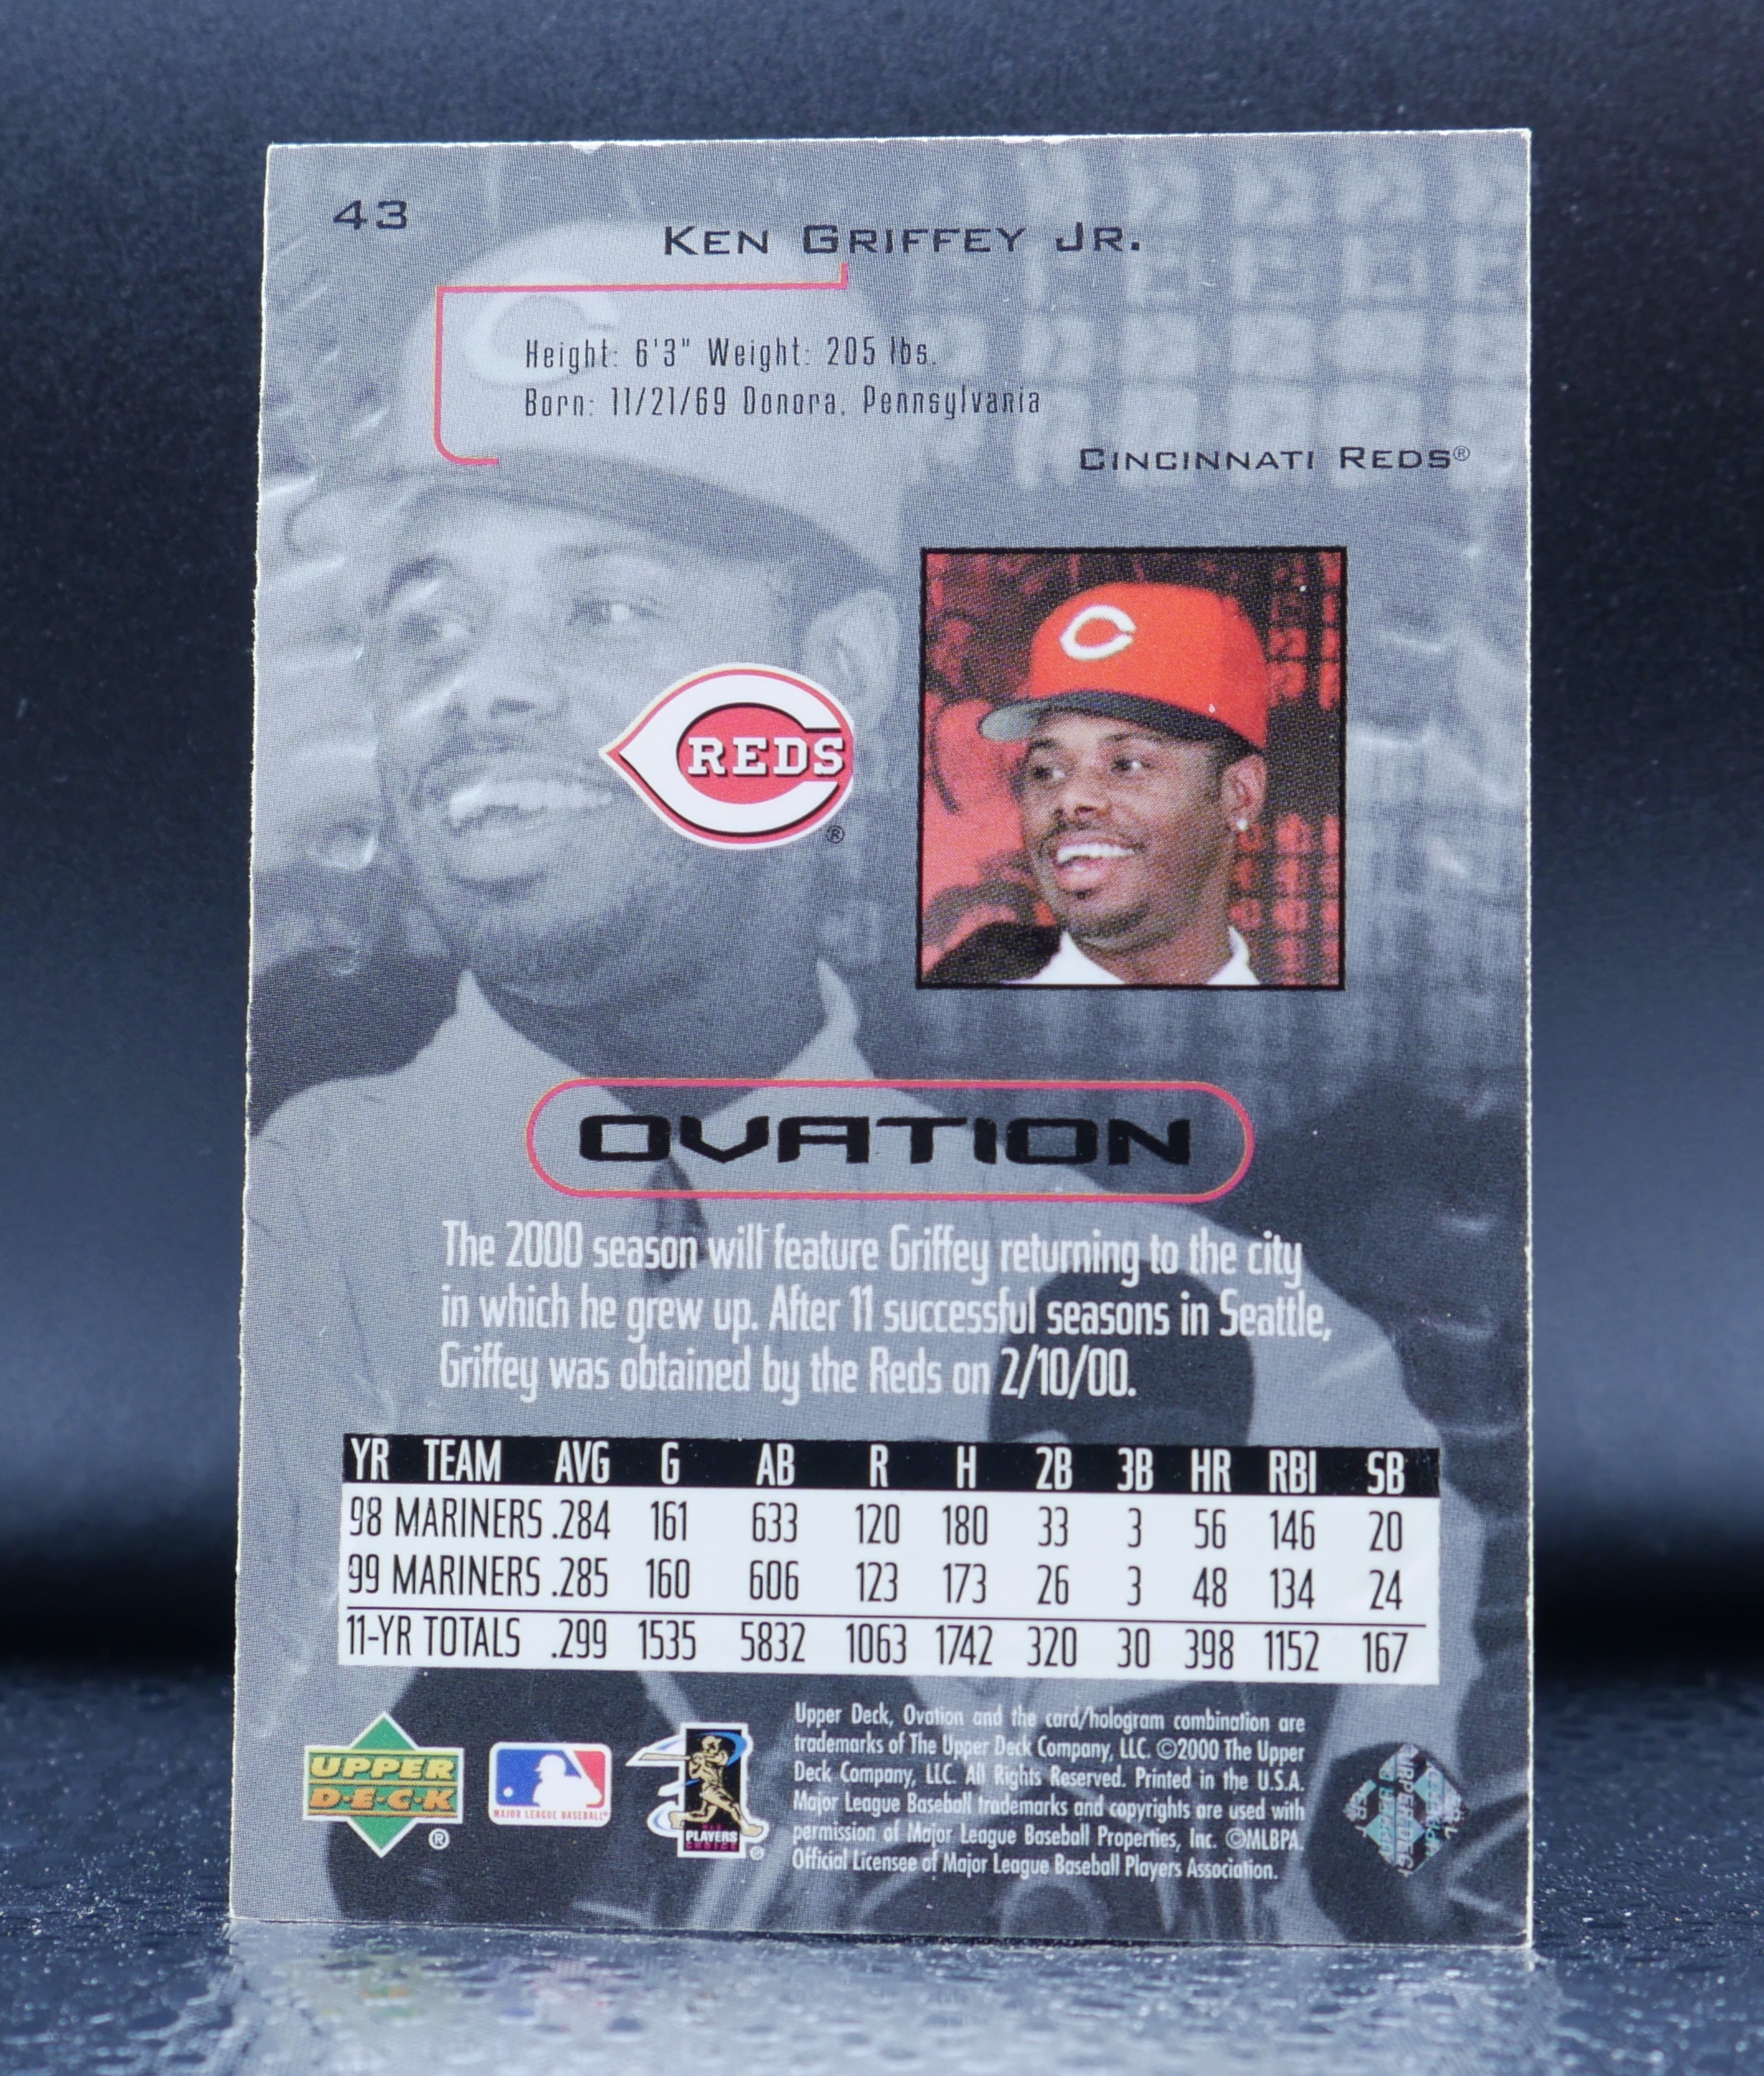 43
KEN GRIFFEY JR.
Height: 6'3" Weight: 205 lbs.
Born: 11/21/69 Donora, Pennsylvania
CINCINNATI REDS®
C
REDS
®
OVATION
The 2000 season will feature Griffey returning to the city
in which he grew up. After 11 successful seasons in Seattle,
Griffey was obtained by the Reds on 2/10/00.
YR TEAM AVG G AB R H 2B 3B HR RBI SB
98 MARINERS .284 161 633 120 180 33 3 56 146 20
99 MARINERS .285 160 606 123 173 26 3 48 134 24
11-YR TOTALS .299 1535 5832 1063 1742 320 30 398 1152 167
UPPER
D·E·C·K
®
MAJOR LEAGUE BASEBALL
PLAYERS
CHOICE
Upper Deck, Ovation and the card/hologram combination are
trademarks of The Upper Deck Company, LLC. ©2000 The Upper
Deck Company, LLC. All Rights Reserved. Printed in the U.S.A.
Major League Baseball trademarks and copyrights are used with
permission of Major League Baseball Properties, Inc. ©MLBPA.
Official Licensee of Major League Baseball Players Association.